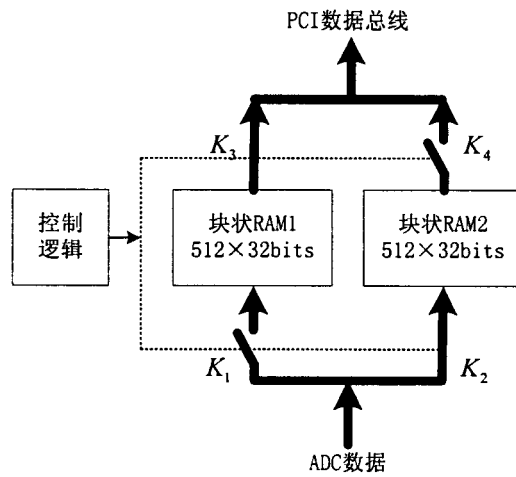 PCI数据总线
K3
K4
控制
逻辑
块状RAM1
512×32bits
块状RAM2
512×32bits
K1
K2
ADC数据